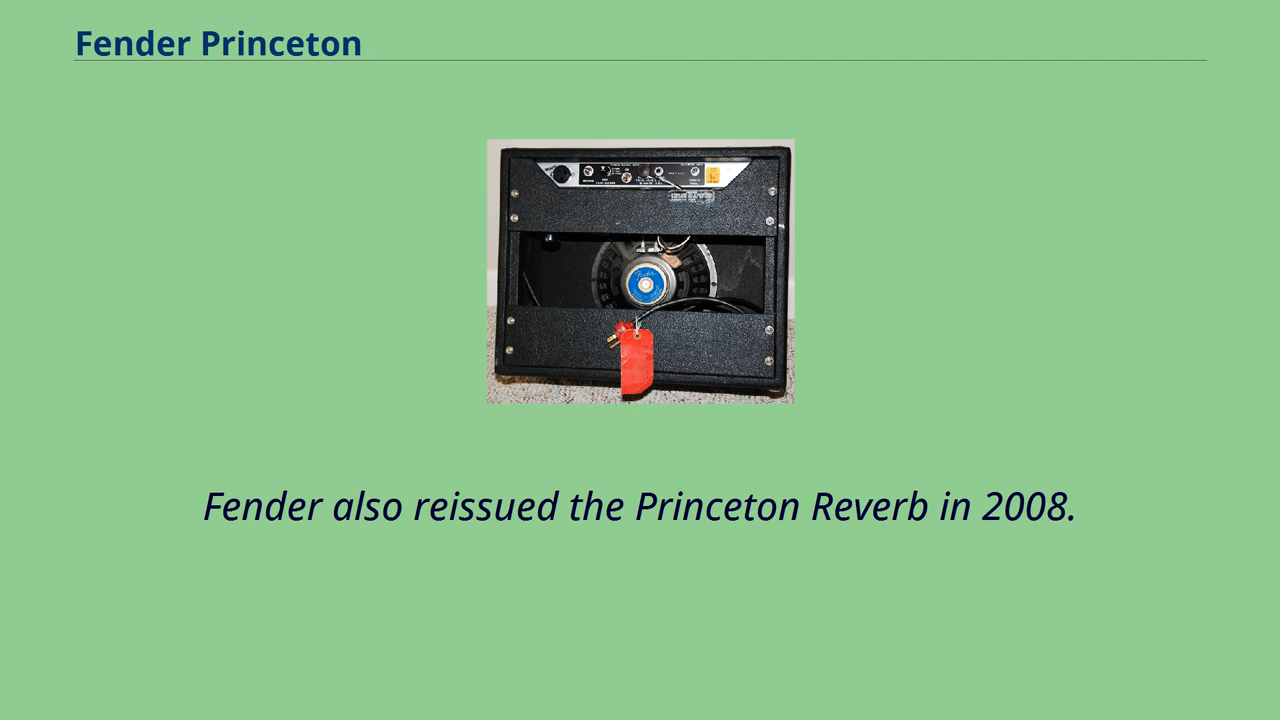 Fender Princeton
Fender also reissued the Princeton Reverb in 2008.